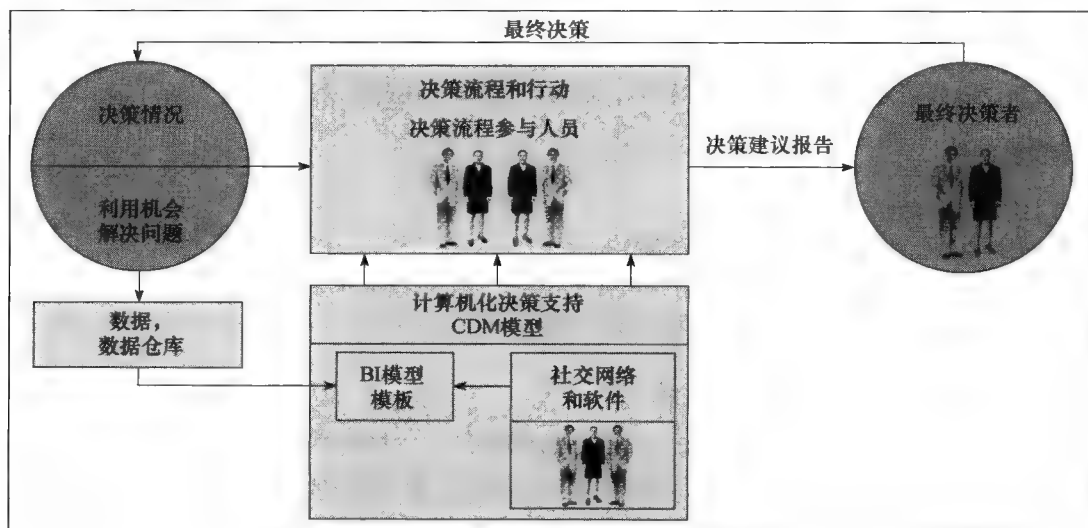 最终决策
决策情况
利用机会
解决问题
决策流程和行动
决策流程参与人员
决策建议报告
最终决策者
数据，
数据仓库
计算机化决策支持
CDM模型
BI模型
模板
社交网络
和软件